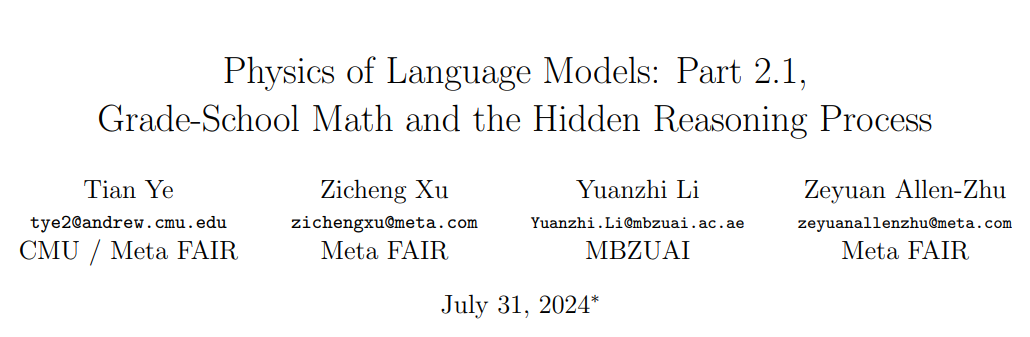 Physics of Language Models: Part 2.1,
Grade-School Math and the Hidden Reasoning Process
Tian Ye Zicheng Xu Yuanzhi Li Zeyuan Allen-Zhu
tye2@andrew.cmu.edu zichengxu@meta.com Yuanzhi.Li@mbzuai.ac.ae zeyuanallenzhu@meta.com
CMU / Meta FAIR Meta FAIR MBZUAI Meta FAIR
July 31, 2024*